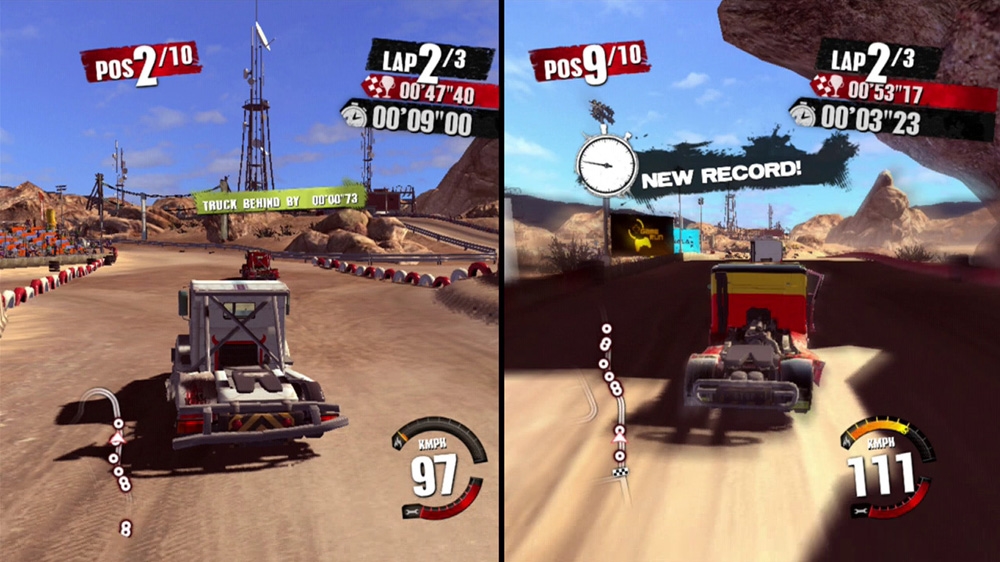 POS 2/10
LAP 2/3
00'47"40
00'09"00
TRUCK BEHIND BY 00'00"73
KMPH
97
8
POS 9/10
LAP 2/3
00'53"17
00'03"23
NEW RECORD!
KMPH
111